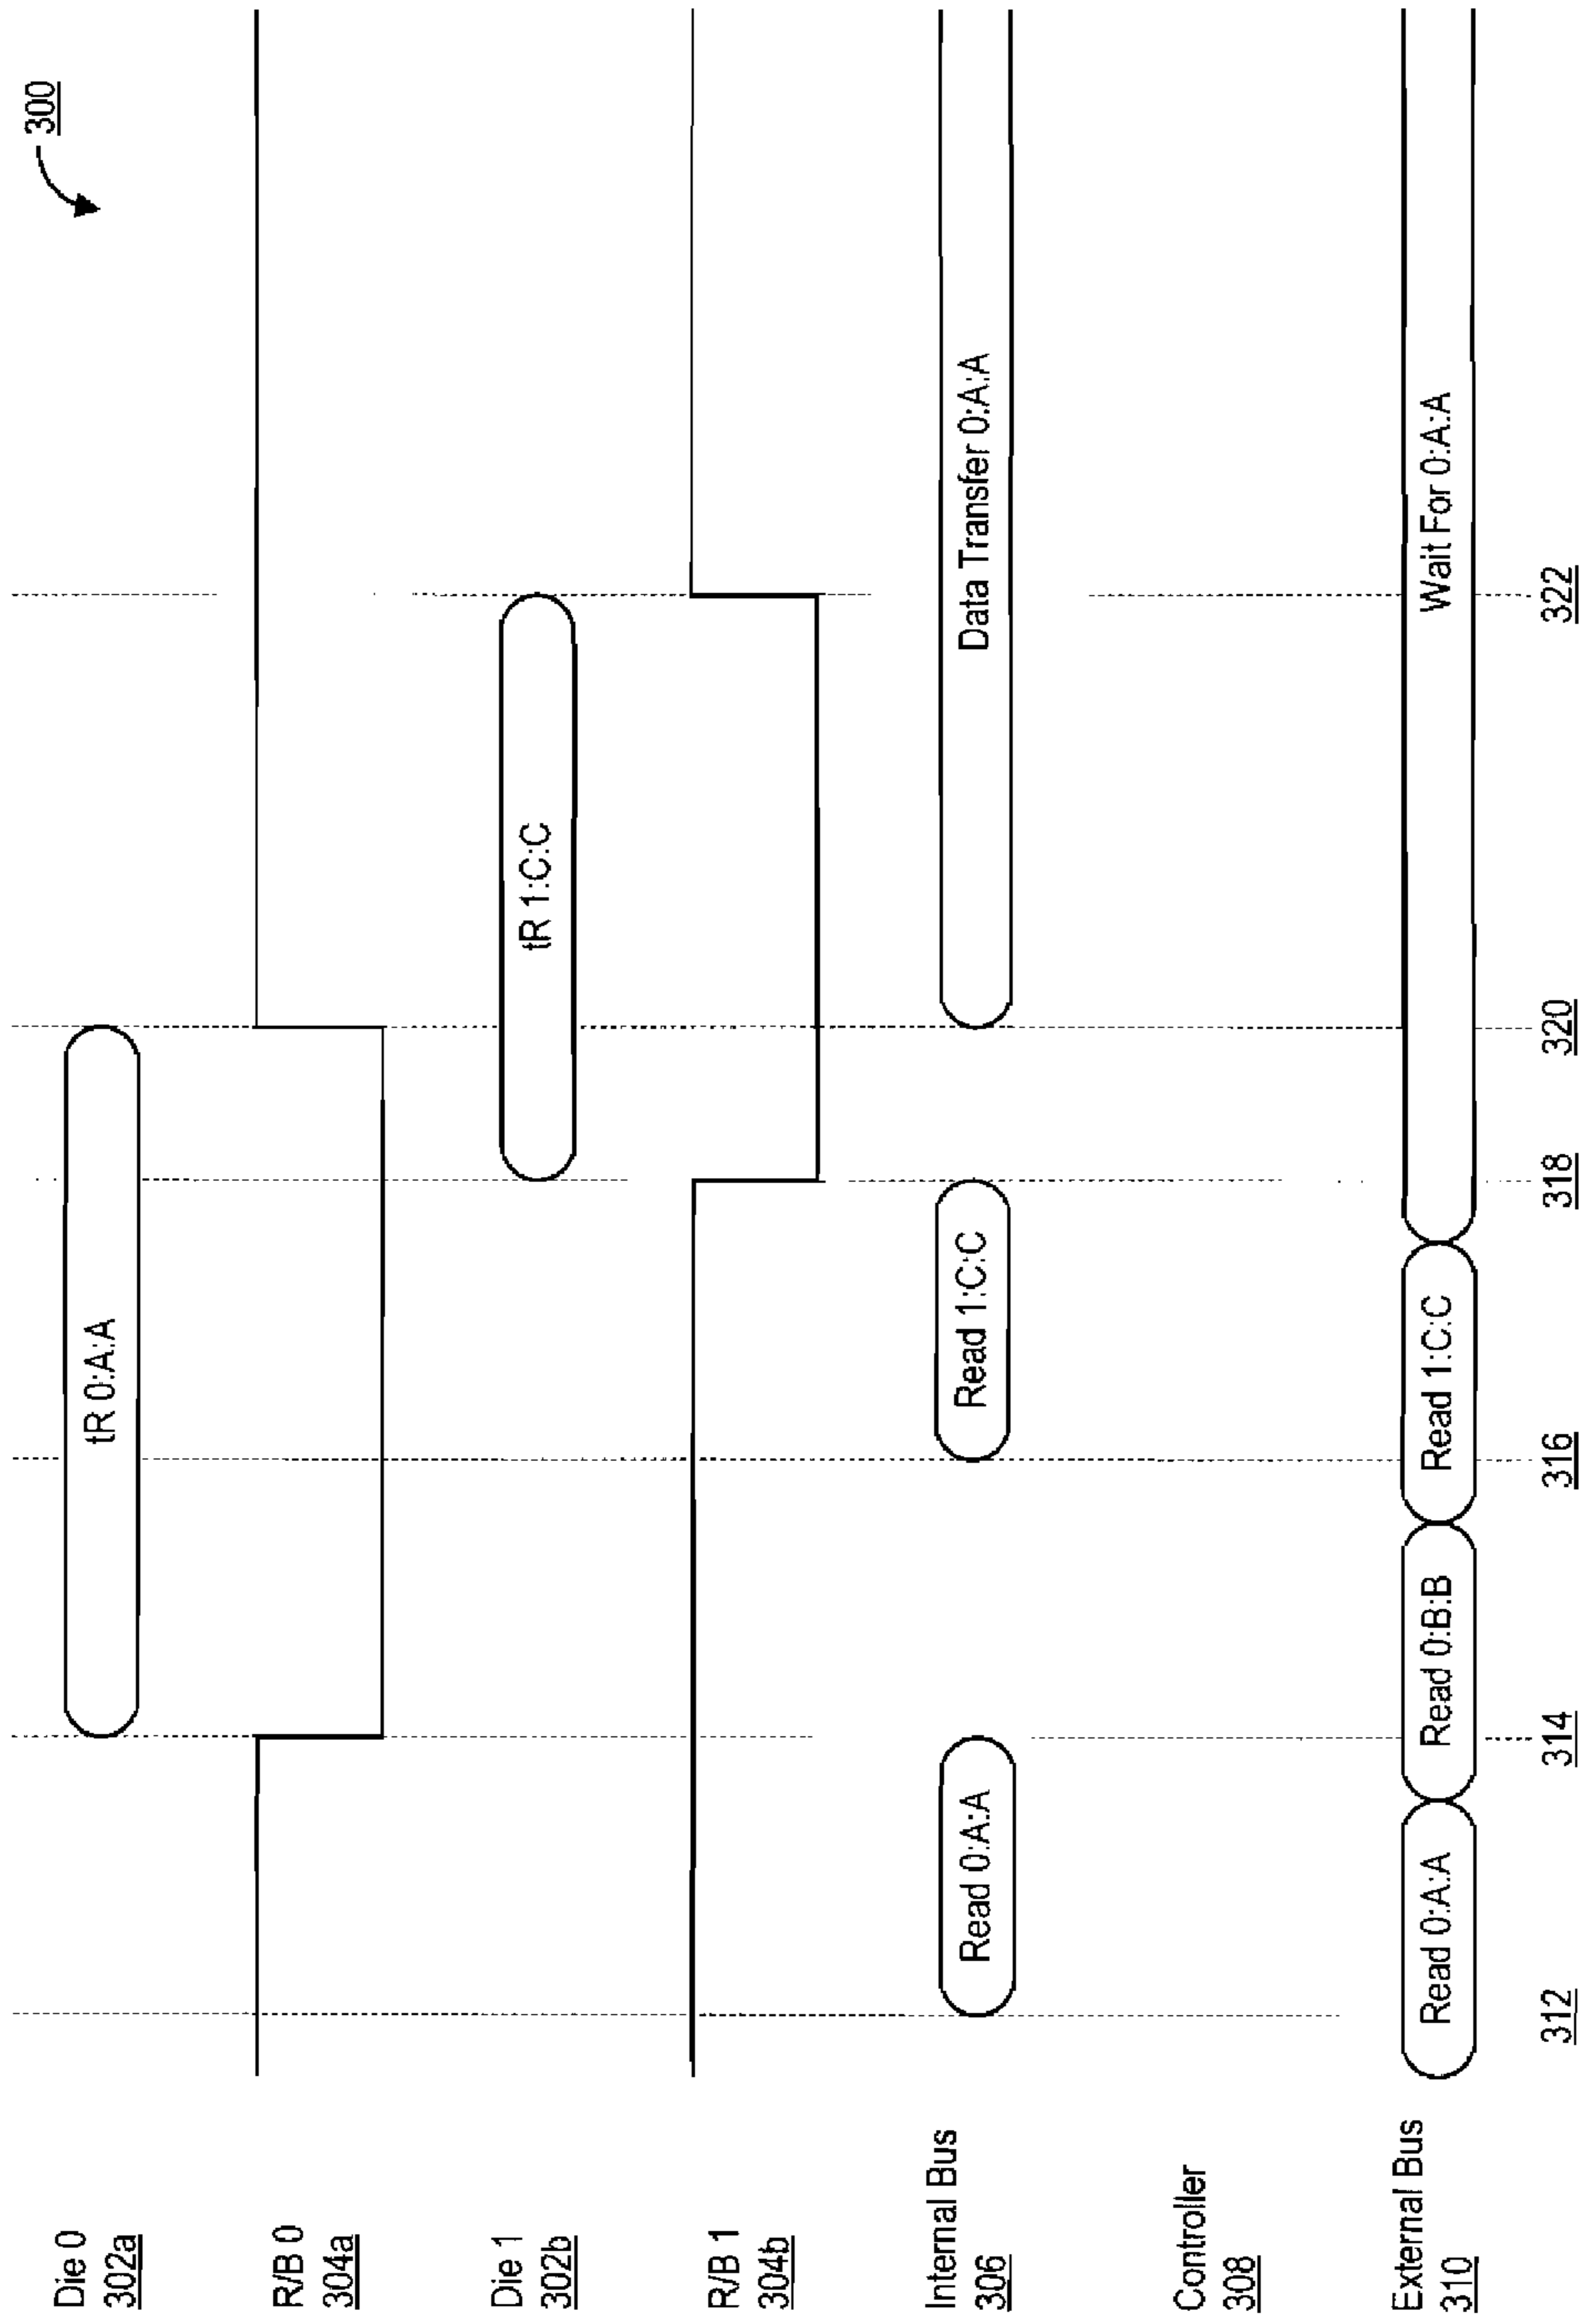 300
Die 0
302a
tR 0:A:A
R/B 0
304a
Die 1
302b
tR 1:C:C
R/B 1
304b
Internal Bus
306
Read 0:A:A
Read 1:C:C
Data Transfer 0:A:A
Controller
308
External Bus
310
Read 0:A:A
Read 0:B:B
Read 1:C:C
Wait For 0:A:A
312
314
316
318
320
322